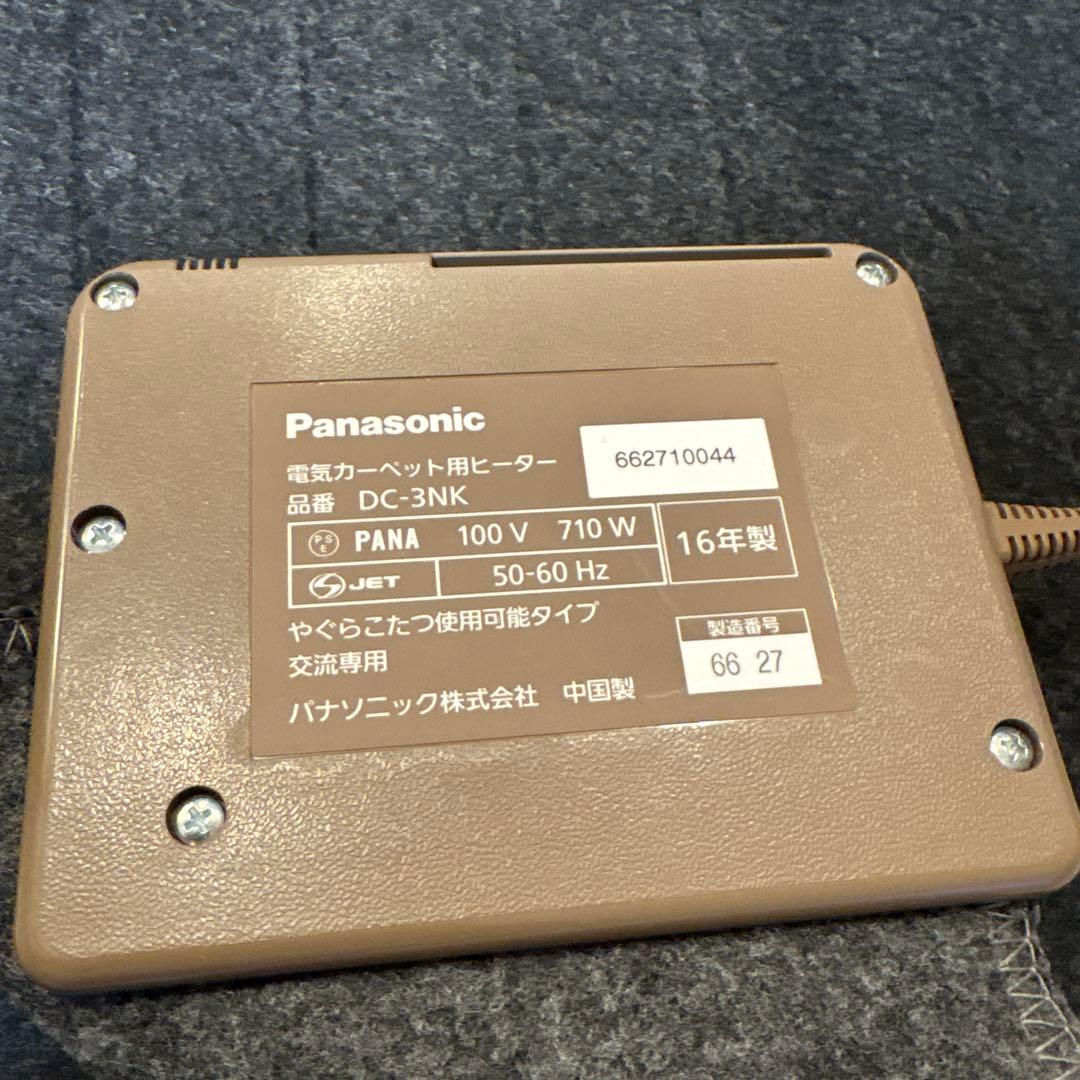 Panasonic
662710044
電気カーペット用ヒーター
品番 DC-3NK
PSE PANA 100 V 710 W
16年製
JET 50-60 Hz
やぐらこたつ使用可能タイプ
製造番号
66 27
交流専用
パナソニック株式会社 中国製